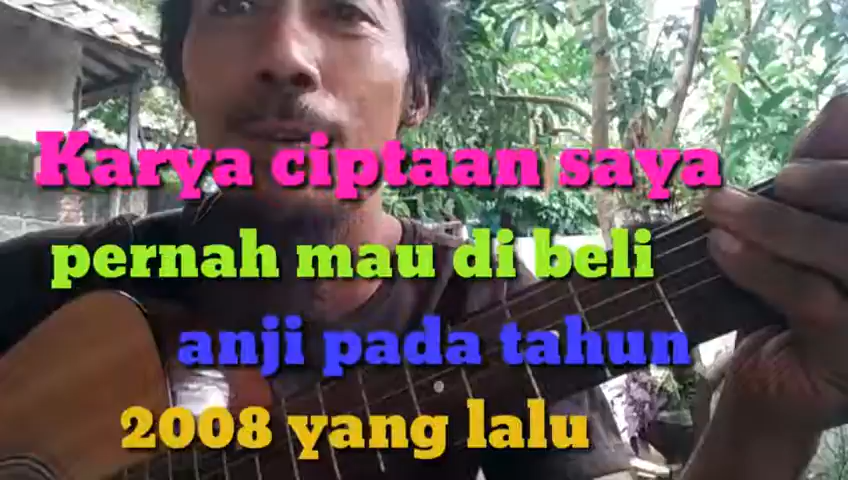 Karya ciptaan saya
pernah mau di beli
anji pada tahun
2008 yang lalu